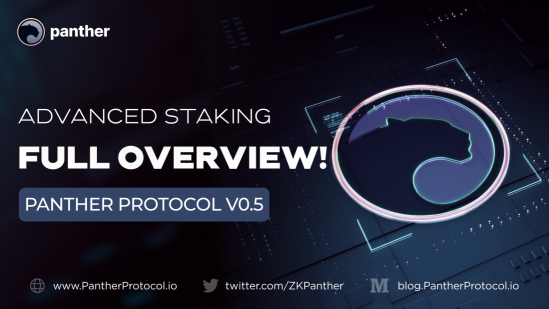 panther
ADVANCED STAKING
FULL OVERVIEW!
PANTHER PROTOCOL V0.5
www.PantherProtocol.io
twitter.com/ZKPanther
blog.PantherProtocol.io